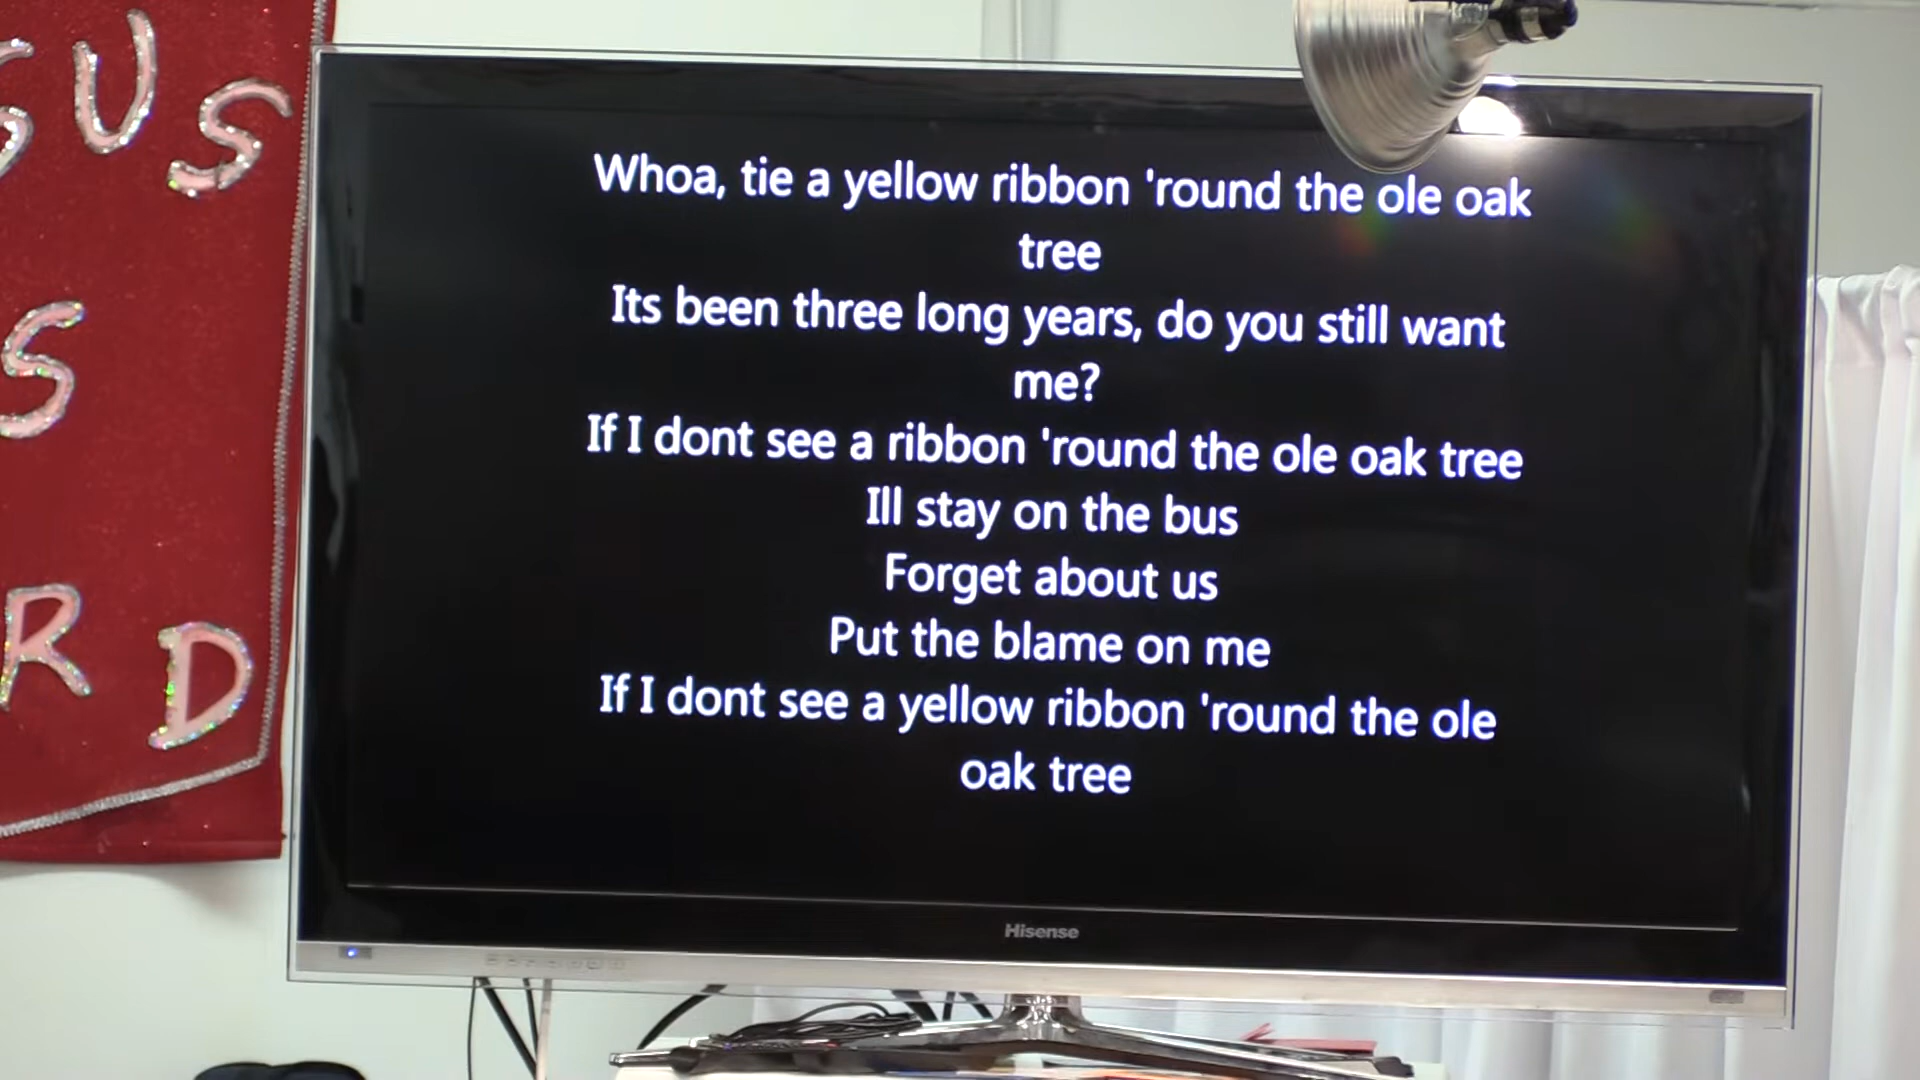 SUS
S
RD
Whoa, tie a yellow ribbon 'round the ole oak
tree
Its been three long years, do you still want
me?
If I dont see a ribbon 'round the ole oak tree
Ill stay on the bus
Forget about us
Put the blame on me
If I dont see a yellow ribbon 'round the ole
oak tree
Hisense